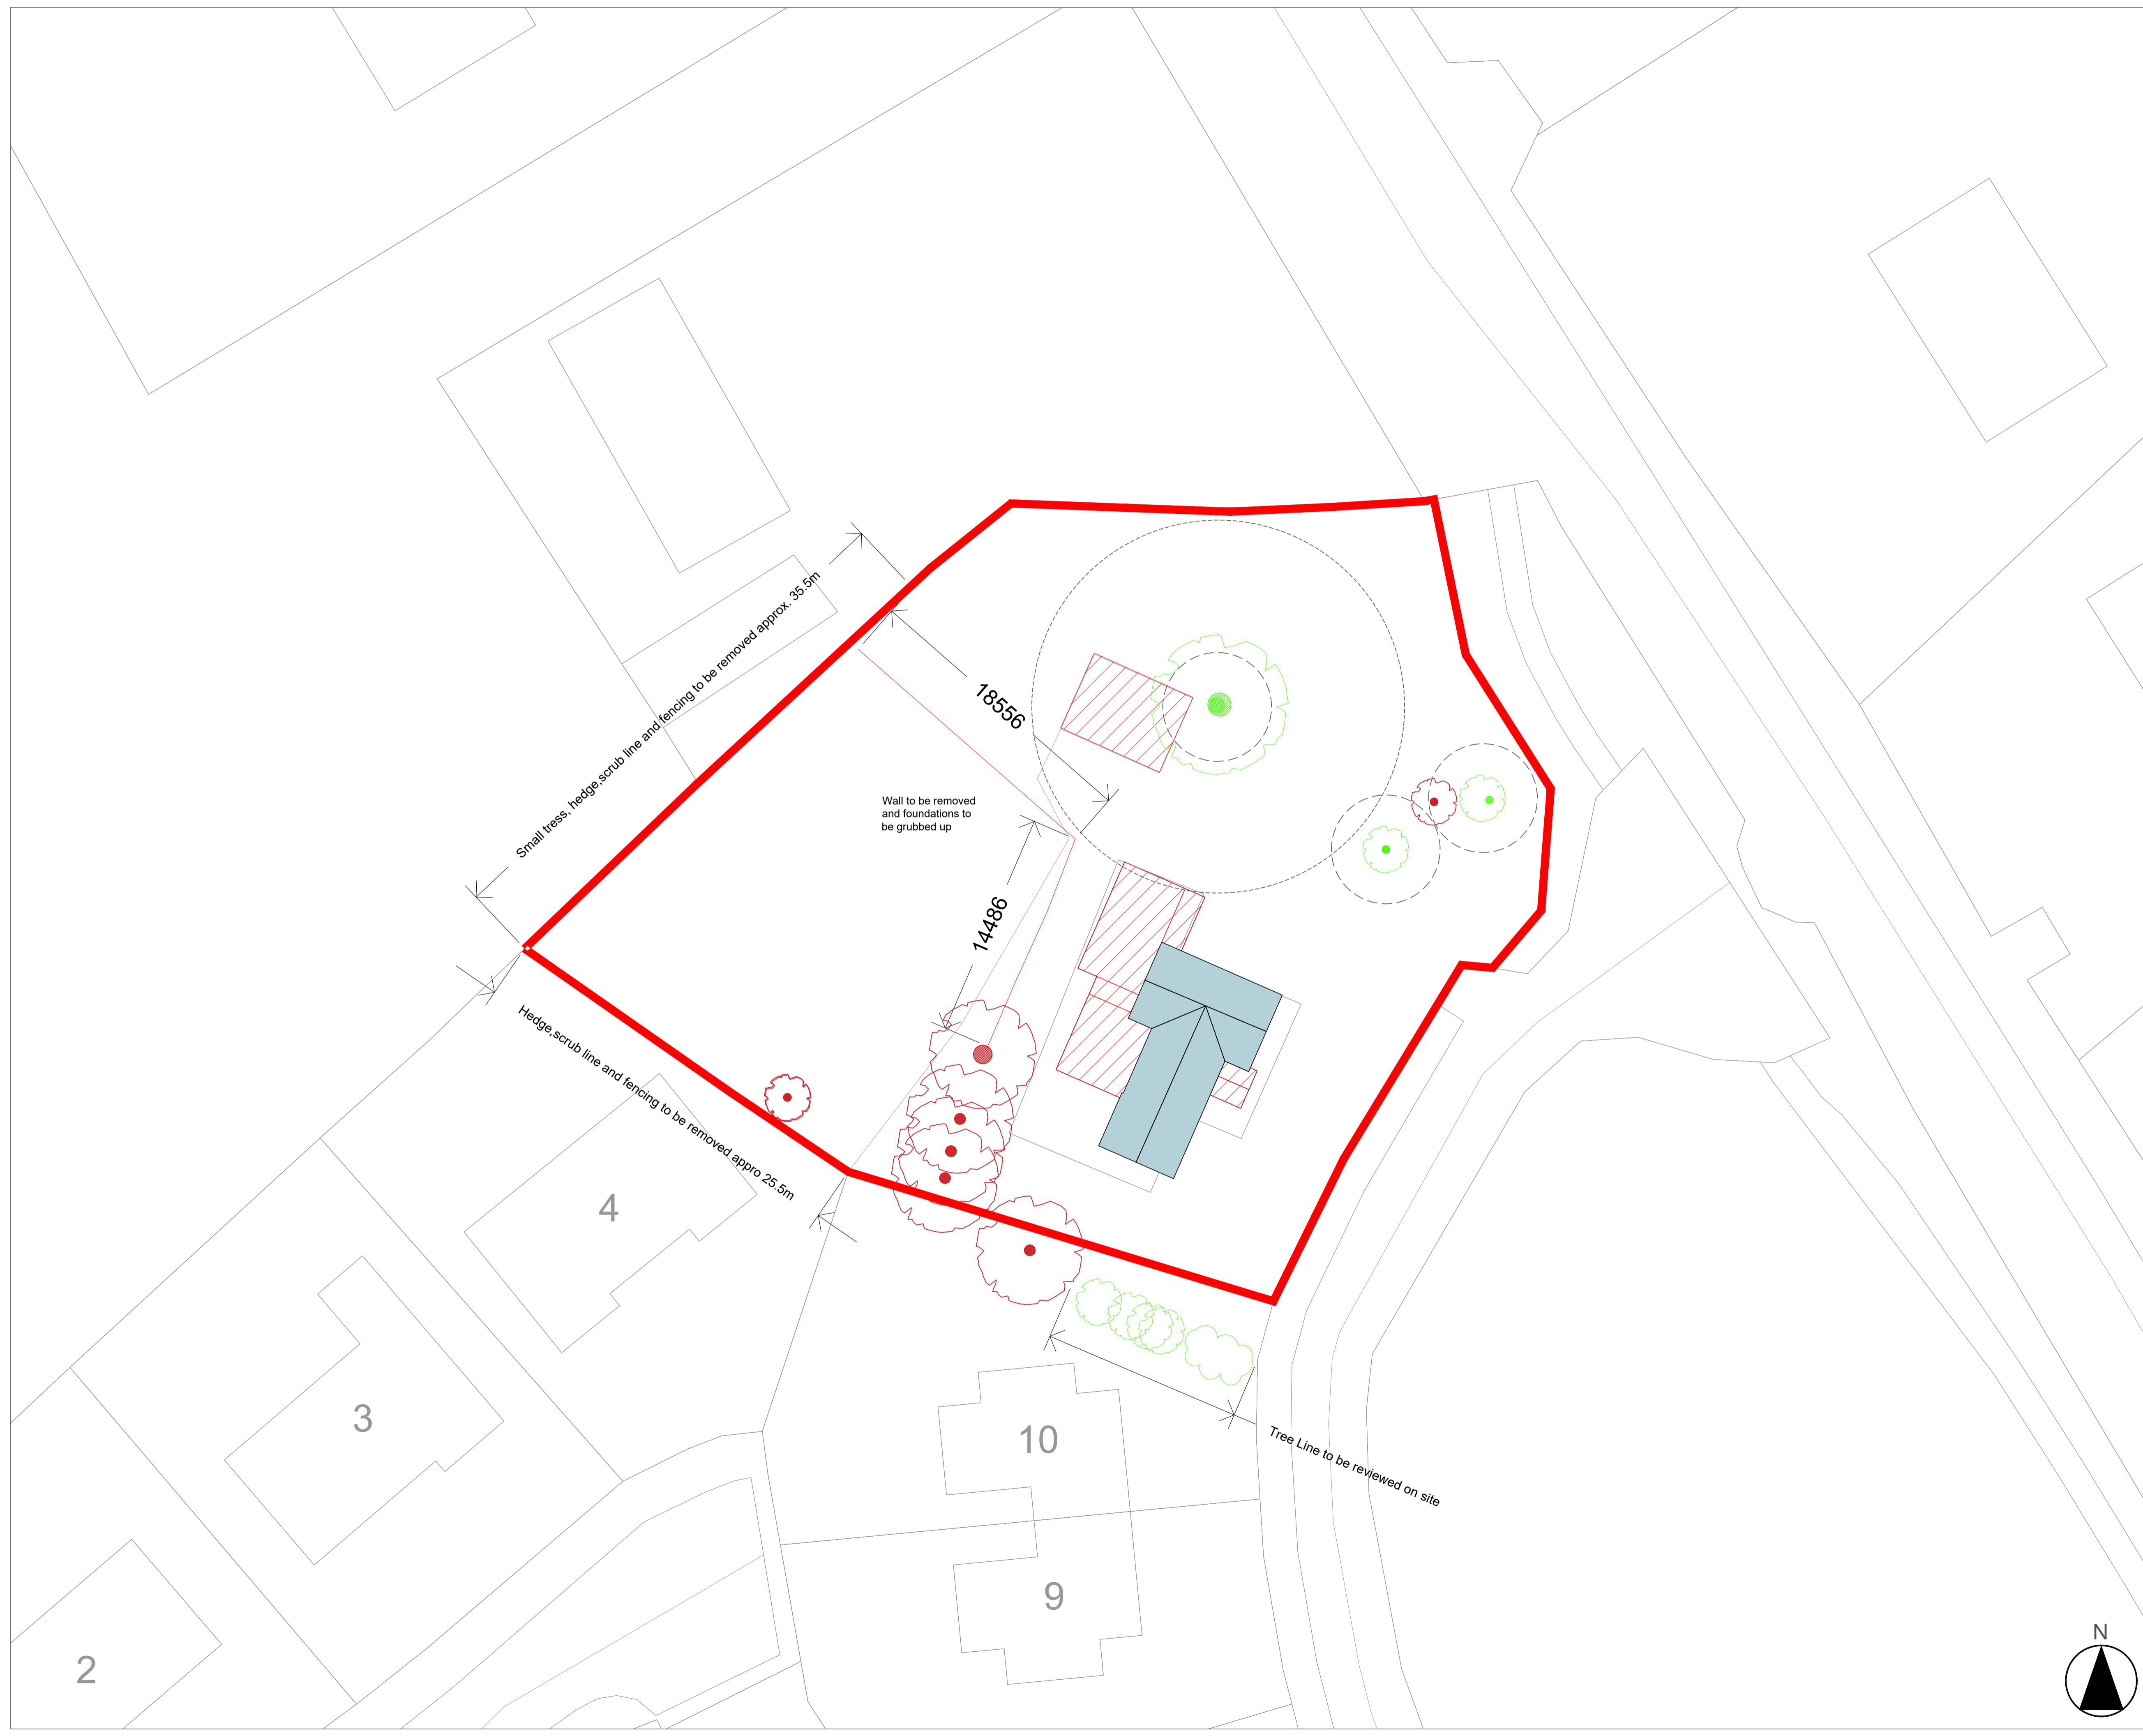 Small tress, hedge,scrub line and fencing to be removed approx. 35.5m
18556
Wall to be removed
and foundations to
be grubbed up
14486
Hedge,scrub line and fencing to be removed appro 25.5m
4
3
10
Tree Line to be reviewed on site
9
2
N